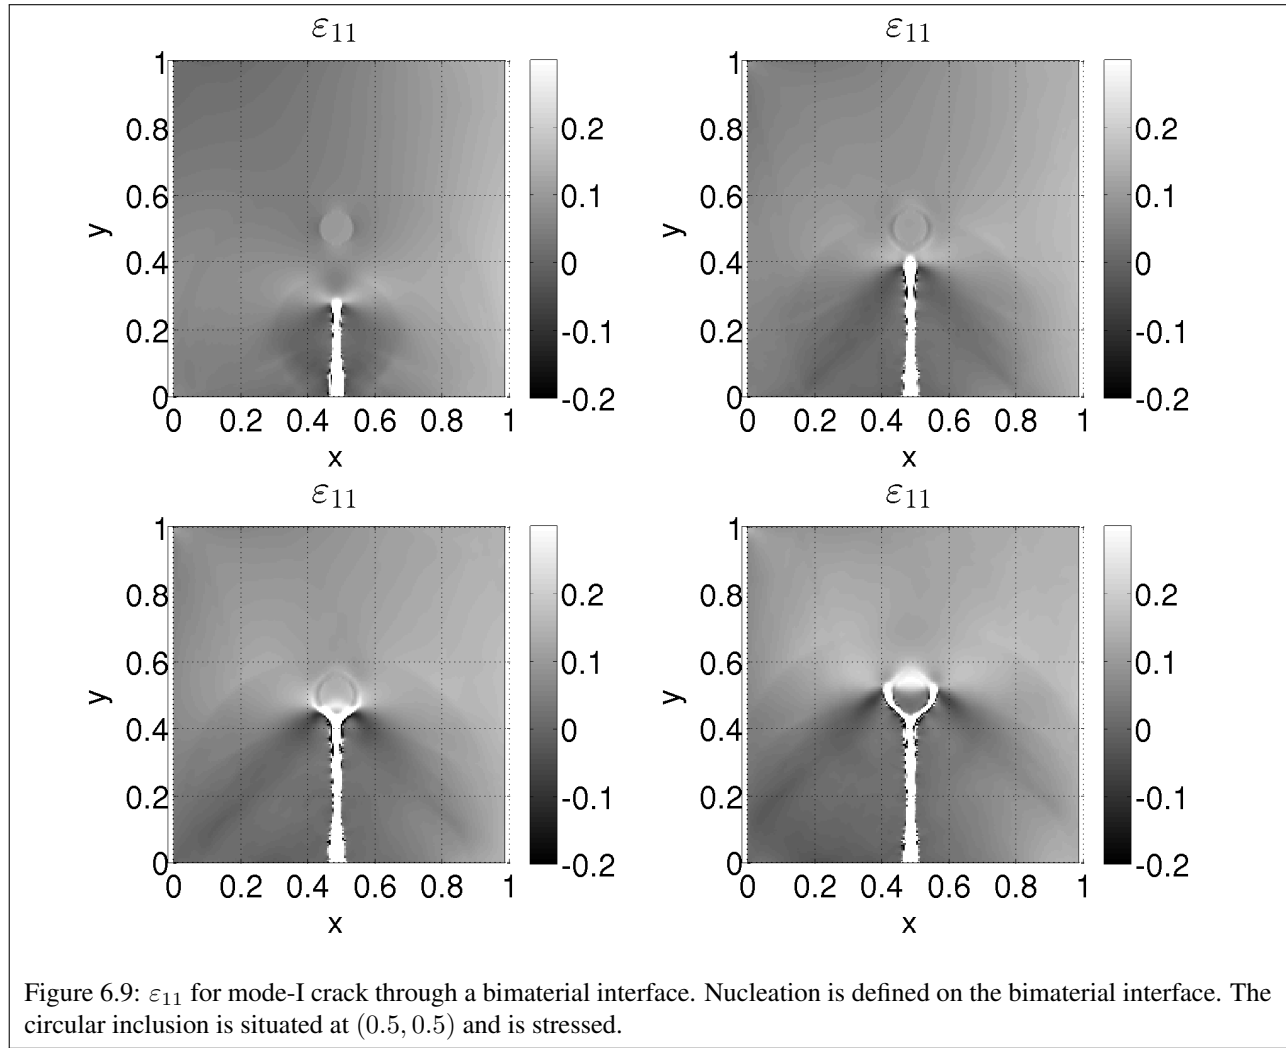 ε₁₁
ε₁₁
1
0.8
0.6
0.4
0.2
0
y
0 0.2 0.4 0.6 0.8 1
x
0.2
0.1
0
-0.1
-0.2
1
0.8
0.6
0.4
0.2
0
y
0 0.2 0.4 0.6 0.8 1
x
0.2
0.1
0
-0.1
-0.2
ε₁₁
ε₁₁
1
0.8
0.6
0.4
0.2
0
y
0 0.2 0.4 0.6 0.8 1
x
0.2
0.1
0
-0.1
-0.2
1
0.8
0.6
0.4
0.2
0
y
0 0.2 0.4 0.6 0.8 1
x
0.2
0.1
0
-0.1
-0.2
Figure 6.9: ε₁₁ for mode-I crack through a bimaterial interface. Nucleation is defined on the bimaterial interface. The
circular inclusion is situated at (0.5, 0.5) and is stressed.